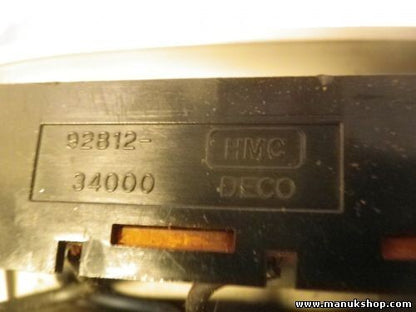 92812- HMC
34000 DECO
www.manukshop.com